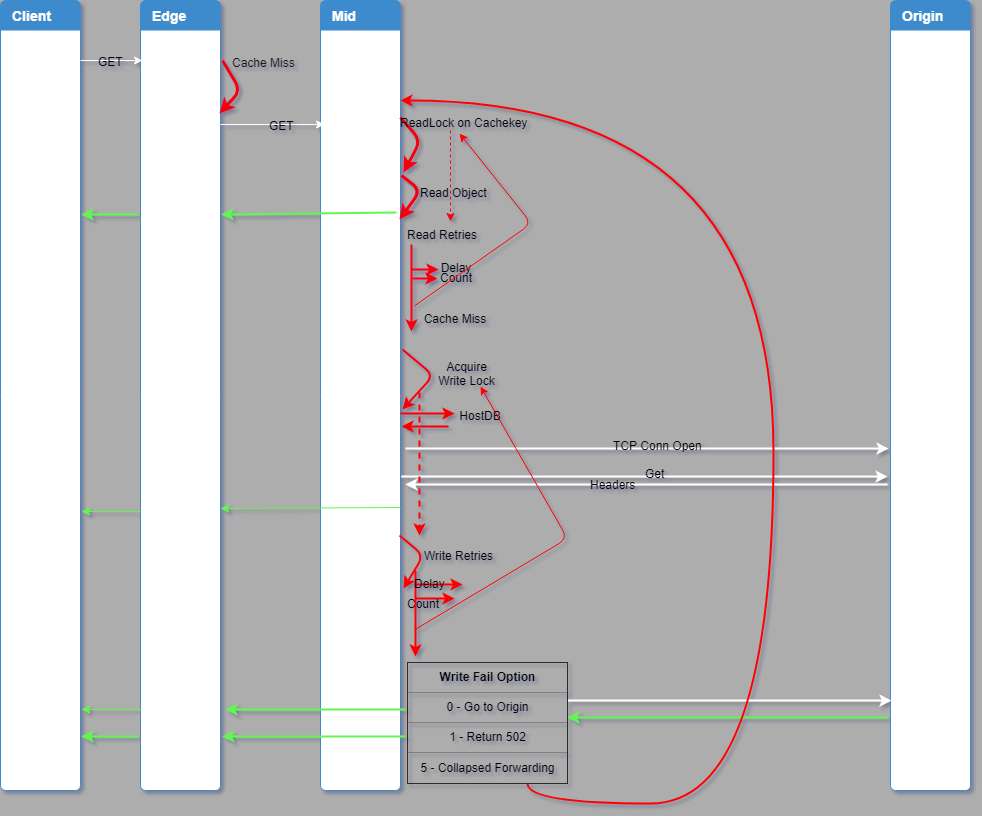 Client
Edge
Mid
Origin
GET
Cache Miss
GET
ReadLock on Cachekey
Read Object
Read Retries
Delay
Count
Cache Miss
Acquire
Write Lock
HostDB
TCP Conn Open
Get
Headers
Write Retries
Delay
Count
Write Fail Option
0 - Go to Origin
1 - Return 502
5 - Collapsed Forwarding